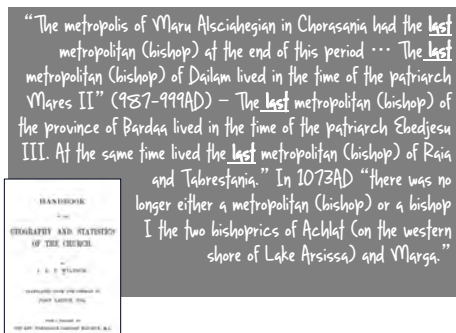 “The metropolis of Maru Alsciahegian in Chorasania had the last
metropolitan (bishop) at the end of this period ... The last
metropolitan (bishop) of Dailam lived in the time of the patriarch
Mares II” (987-999AD) – The last metropolitan (bishop) of
the province of Bardaa lived in the time of the patriarch Ebedjesu
III. At the same time lived the last metropolitan (bishop) of Raia
and Tabrestania.” In 1073AD “there was no
longer either a metropolitan (bishop) or a bishop
I the two bishoprics of Achlat (on the western
shore of Lake Arsissa) and Marga.”
HANDBOOK
GEOGRAPHY AND STATISTICS
OF THE CHURCH.
BY